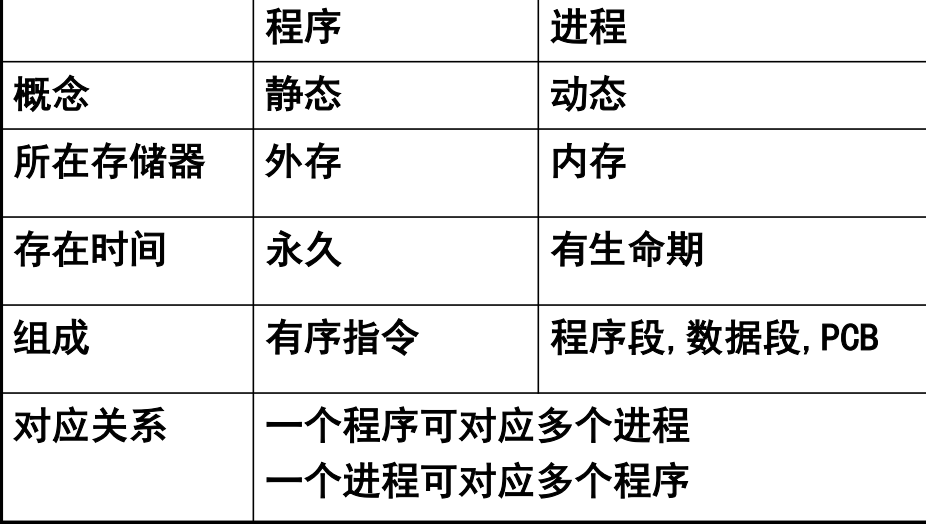 程序 进程
概念 静态 动态
所在存储器 外存 内存
存在时间 永久 有生命期
组成 有序指令 程序段,数据段,PCB
对应关系 一个程序可对应多个进程
一个进程可对应多个程序